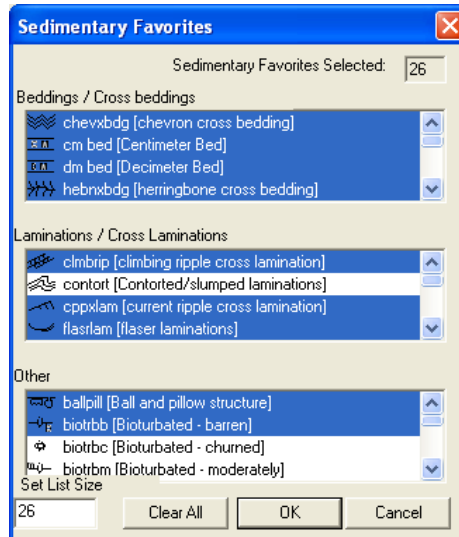 Sedimentary Favorites
Sedimentary Favorites Selected: 26
Beddings / Cross beddings
chevxbdg [chevron cross bedding]
X M cm bed [Centimeter Bed]
dm bed [Decimeter Bed]
hebnxbdg [herringbone cross bedding]
Laminations / Cross Laminations
clmbrip [climbing ripple cross lamination]
contort [Contorted/slumped laminations]
cppxlam [current ripple cross lamination]
flasrlam [flaser laminations]
Other
ballpill [Ball and pillow structure]
biotrbb [Bioturbated - barren]
biotrbc [Bioturbated - churned]
biotrbm [Bioturbated - moderately]
Set List Size
26 Clear All OK Cancel